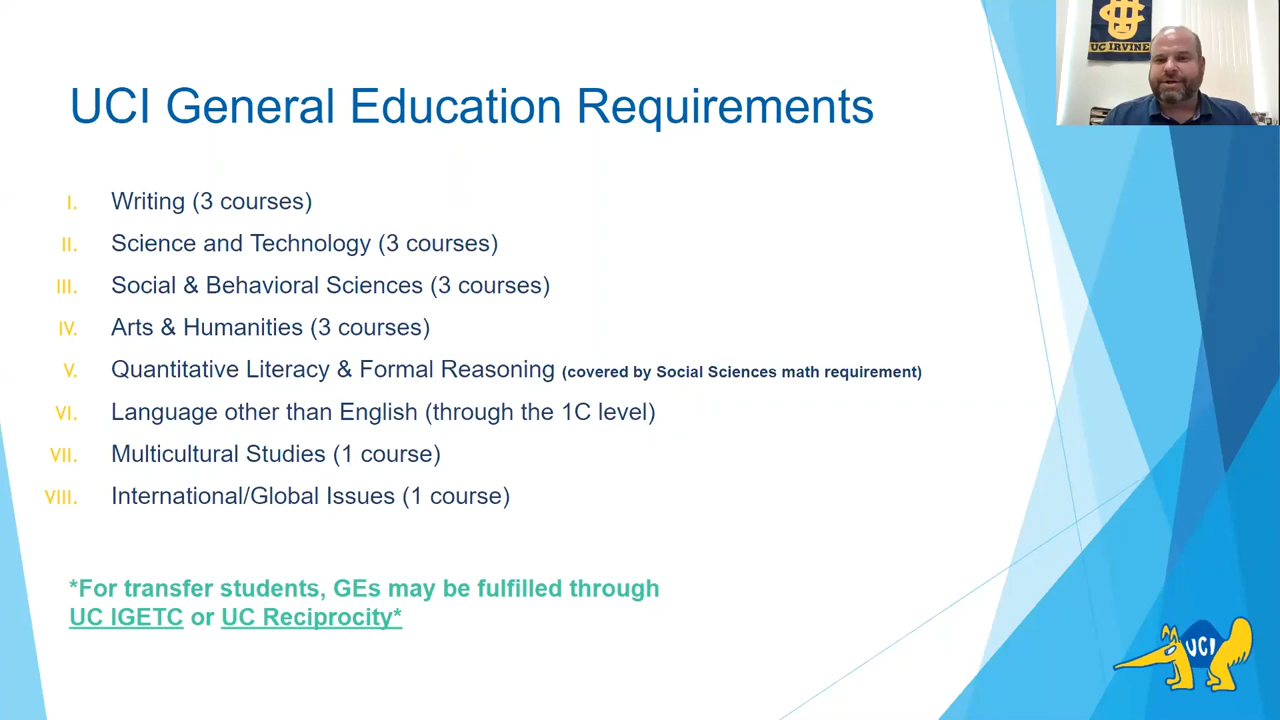 UC IRVINE
UCI General Education Requirements
I. Writing (3 courses)
II. Science and Technology (3 courses)
III. Social & Behavioral Sciences (3 courses)
IV. Arts & Humanities (3 courses)
V. Quantitative Literacy & Formal Reasoning (covered by Social Sciences math requirement)
VI. Language other than English (through the 1C level)
VII. Multicultural Studies (1 course)
VIII. International/Global Issues (1 course)
*For transfer students, GEs may be fulfilled through
UC IGETC or UC Reciprocity*
UCI